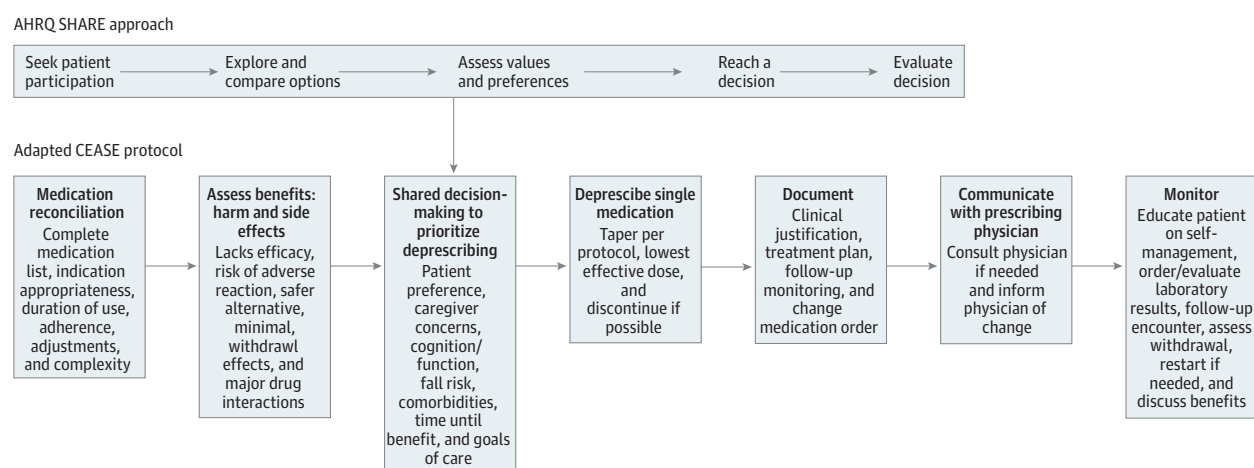 AHRQ SHARE approach
Seek patient
participation
Explore and
compare options
Assess values
and preferences
Reach a
decision
Evaluate
decision
Adapted CEASE protocol
Medication
reconciliation
Complete
medication
list, indication
appropriateness,
duration of use,
adherence,
adjustments,
and complexity
Assess benefits:
harm and side
effects
Lacks efficacy,
risk of adverse
reaction, safer
alternative,
minimal,
withdrawl
effects, and
major drug
interactions
Shared decision-
making to
prioritize
deprescribing
Patient
preference,
caregiver
concerns,
cognition/
function,
fall risk,
comorbidities,
time until
benefit, and goals
of care
Deprescibe single
medication
Taper per
protocol, lowest
effective dose,
and
discontinue if
possible
Document
Clinical
justification,
treatment plan,
follow-up
monitoring, and
change
medication order
Communicate
with prescribing
physician
Consult physician
if needed
and inform
physician of
change
Monitor
Educate patient
on self-
management,
order/evaluate
laboratory
results, follow-up
encounter, assess
withdrawal,
restart if
needed, and
discuss benefits